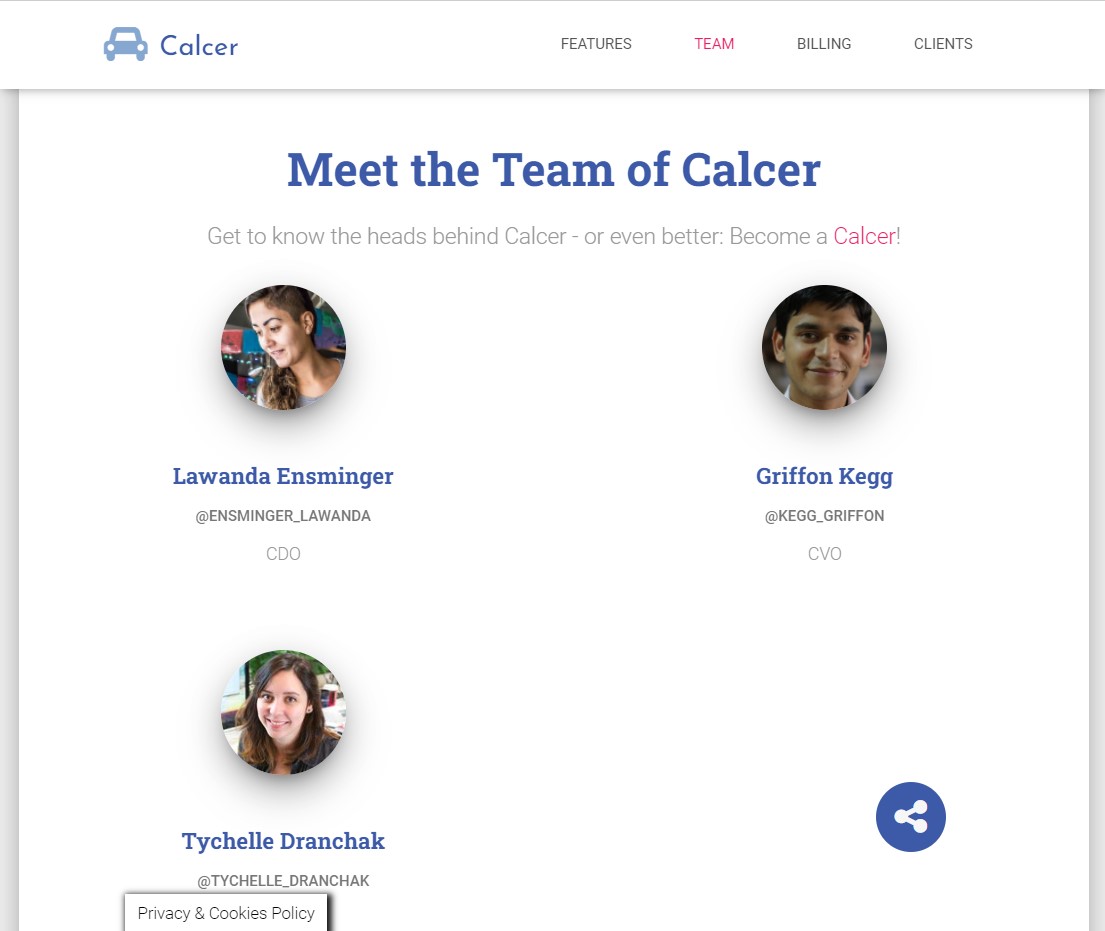 Calcer
FEATURES TEAM BILLING CLIENTS
Meet the Team of Calcer
Get to know the heads behind Calcer - or even better: Become a Calcer!
Lawanda Ensminger
@ENSMINGER_LAWANDA
CDO
Griffon Kegg
@KEGG_GRIFFON
CVO
Tychelle Dranchak
@TYCHELLE_DRANCHAK
Privacy & Cookies Policy